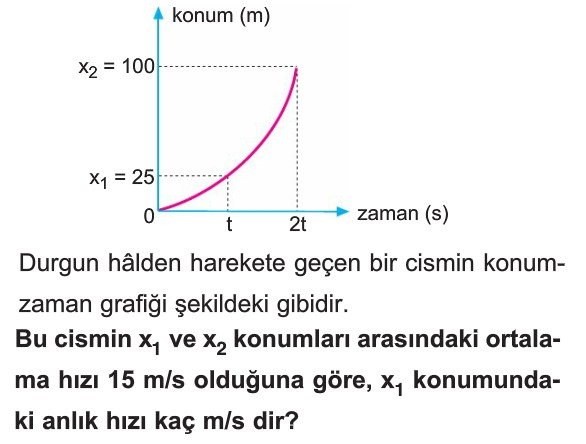 konum (m)
x₂ = 100
x₁ = 25
0
t
2t
zaman (s)
Durgun hâlden harekete geçen bir cismin konum-
zaman grafiği şekildeki gibidir.
Bu cismin x₁ ve x₂ konumları arasındaki ortala-
ma hızı 15 m/s olduğuna göre, x₁ konumunda-
ki anlık hızı kaç m/s dir?